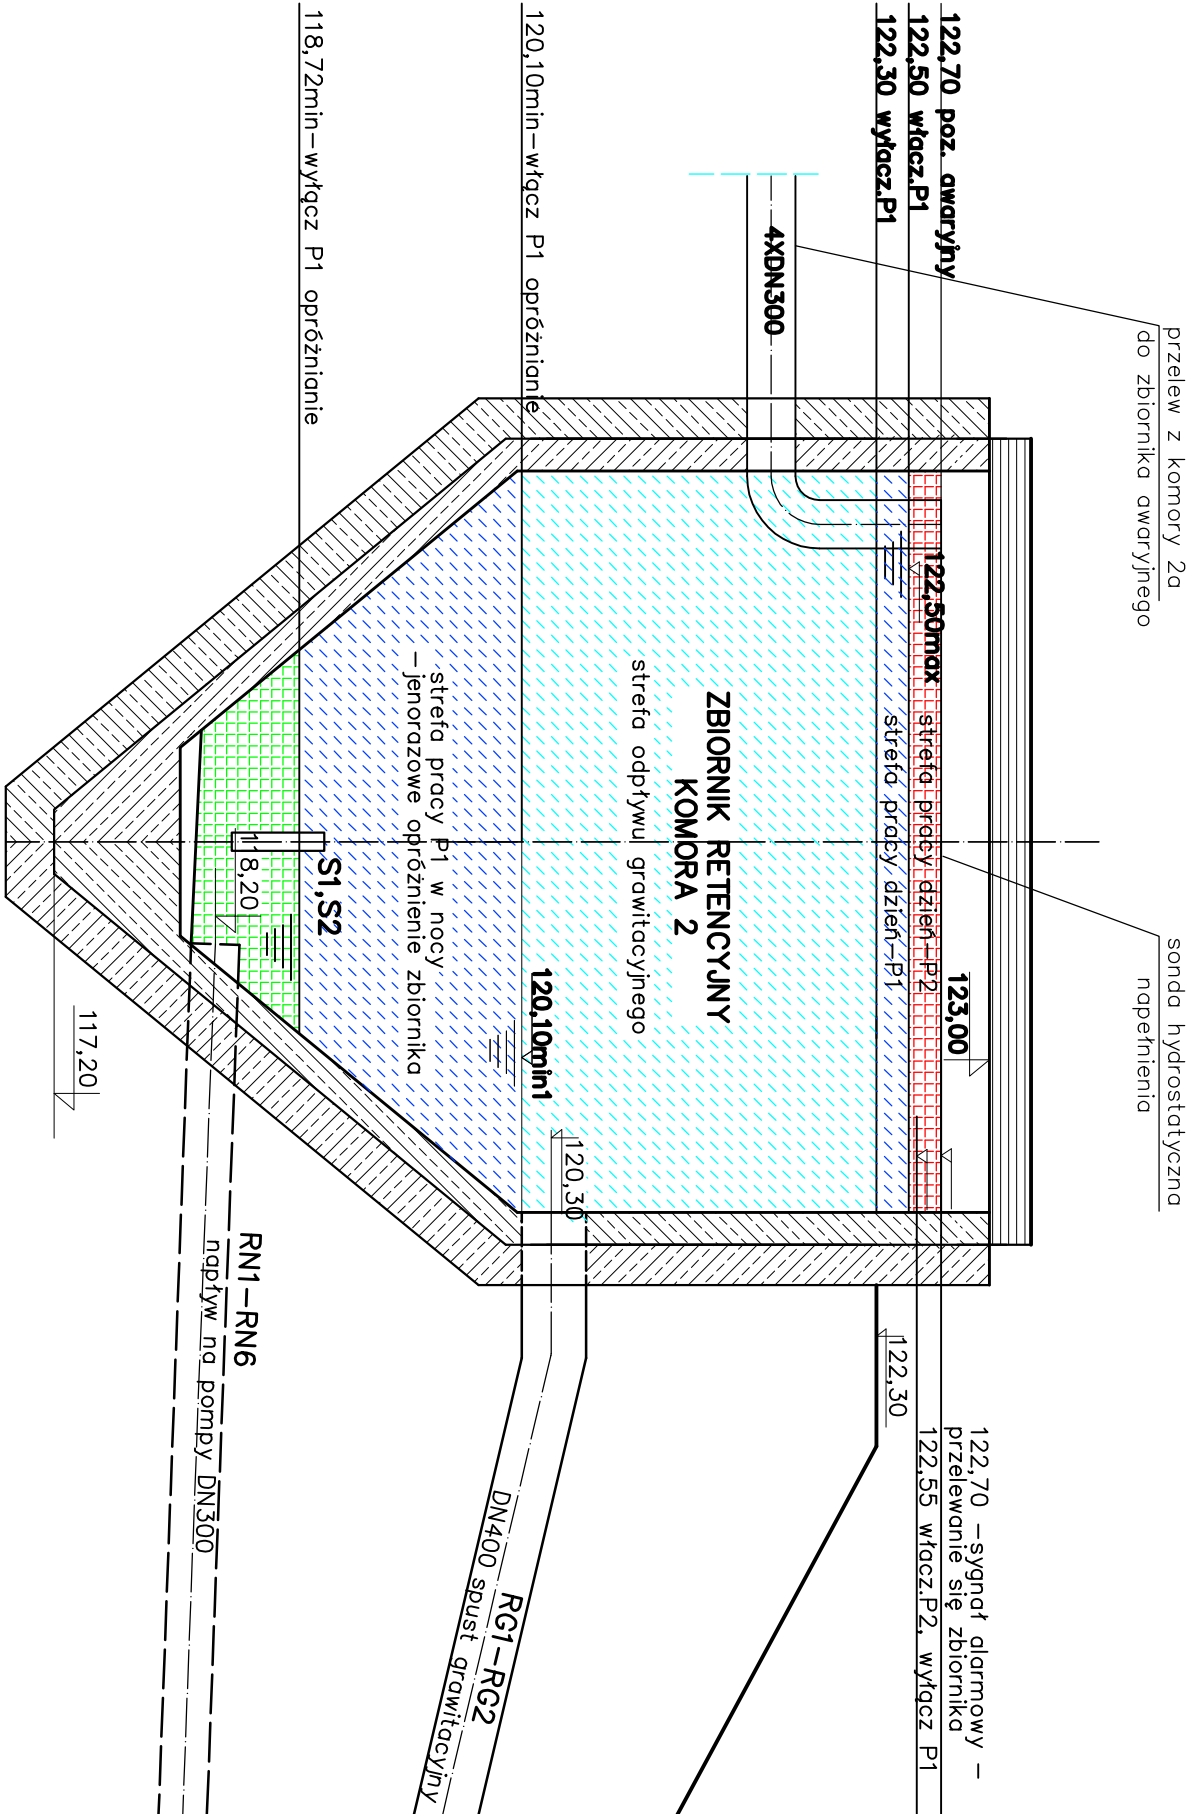 przelew z komory 2a
do zbiornika awaryjnego
sonda hydrostatyczna
napełnienia
122,70 poz. awaryjny
122,50 włacz.P1
122,30 wyłacz.P1
4XDN300
122,50max
123,00
strefa pracy dzień-P2
strefa pracy dzień-P1
122,30
122,70 -sygnał alarmowy -
przelewanie się zbiornika
122,55 włacz.P2, wyłącz P1
ZBIORNIK RETENCYJNY
KOMORA 2
strefa odpływu grawitacyjnego
120,30
120,10min-włącz P1 opróżnianie
120,10min1
RG1-RG2
DN400 spust grawitacyjny
strefa pracy P1 w nocy
-jenorazowe opróżnienie zbiornika
118,72min-wyłącz P1 opróżnianie
S1,S2
118,20
RN1-RN6
napływ na pompy DN300
117,20